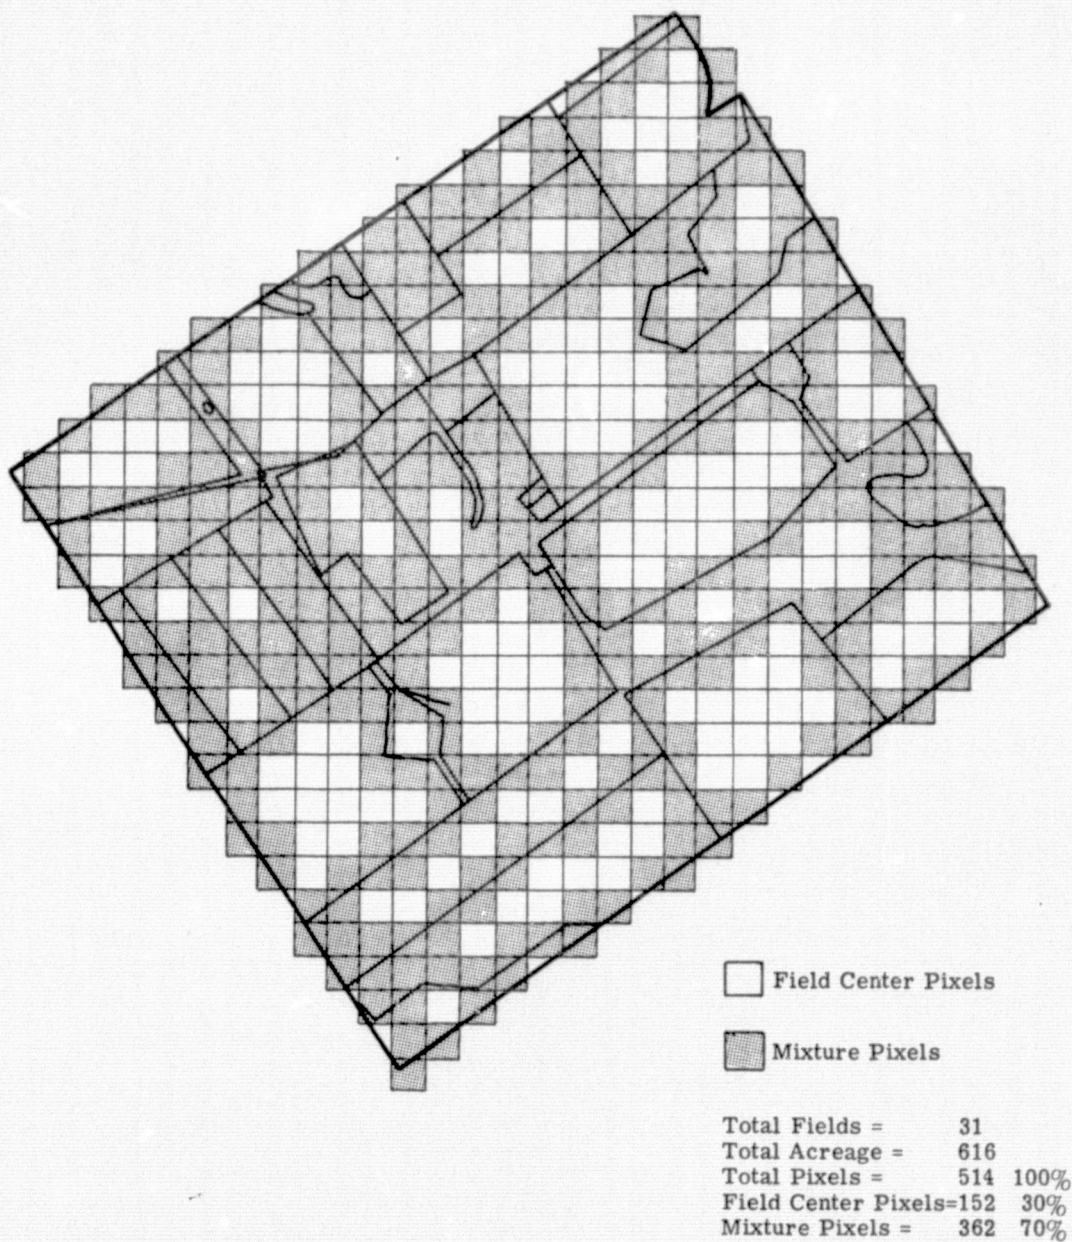 Field Center Pixels
Mixture Pixels
Total Fields = 31
Total Acreage = 616
Total Pixels = 514 100%
Field Center Pixels=152 30%
Mixture Pixels = 362 70%